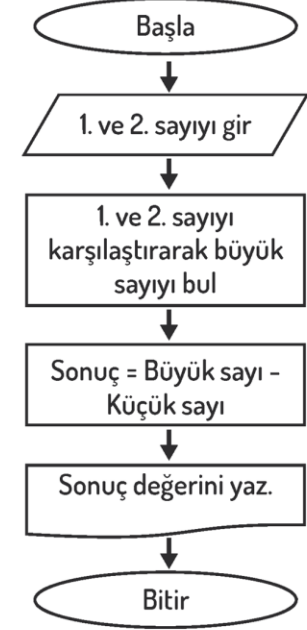 Başla
1. ve 2. sayıyı gir
1. ve 2. sayıyı
karşılaştırarak büyük
sayıyı bul
Sonuç = Büyük sayı -
Küçük sayı
Sonuç değerini yaz.
Bitir